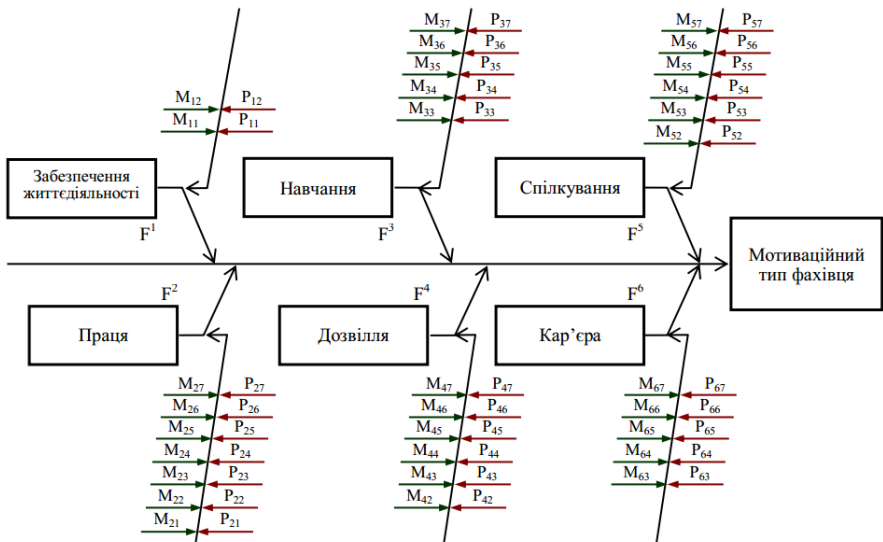 M₃₇ P₃₇
M₃₆ P₃₆
M₃₅ P₃₅
M₃₄ P₃₄
M₃₃ P₃₃
M₅₇ P₅₇
M₅₆ P₅₆
M₅₅ P₅₅
M₅₄ P₅₄
M₅₃ P₅₃
M₅₂ P₅₂
M₁₂ P₁₂
M₁₁ P₁₁
Забезпечення
життєдіяльності
Навчання
Спілкування
F¹
F³
F⁵
Мотиваційний
тип фахівця
F²
F⁴
F⁶
Праця
Дозвілля
Кар’єра
M₂₇ P₂₇
M₂₆ P₂₆
M₂₅ P₂₅
M₂₄ P₂₄
M₂₃ P₂₃
M₂₂ P₂₂
M₂₁ P₂₁
M₄₇ P₄₇
M₄₆ P₄₆
M₄₅ P₄₅
M₄₄ P₄₄
M₄₃ P₄₃
M₄₂ P₄₂
M₆₇ P₆₇
M₆₆ P₆₆
M₆₅ P₆₅
M₆₄ P₆₄
M₆₃ P₆₃